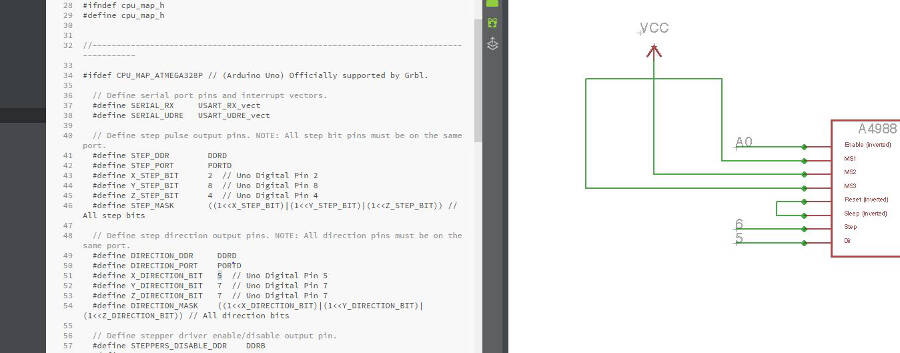 28 #ifndef cpu_map_h
29 #define cpu_map_h
30
31
32 //----------------------------------------------------------------------------------
-----------
33
34 #ifdef CPU_MAP_ATMEGA328P // (Arduino Uno) Officially supported by Grbl.
35
36 // Define serial port pins and interrupt vectors.
37 #define SERIAL_RX USART_RX_vect
38 #define SERIAL_UDRE USART_UDRE_vect
39
40 // Define step pulse output pins. NOTE: All step bit pins must be on the same
port.
41 #define STEP_DDR DDRD
42 #define STEP_PORT PORTD
43 #define X_STEP_BIT 2 // Uno Digital Pin 2
44 #define Y_STEP_BIT 8 // Uno Digital Pin 8
45 #define Z_STEP_BIT 4 // Uno Digital Pin 4
46 #define STEP_MASK ((1<<X_STEP_BIT)|(1<<Y_STEP_BIT)|(1<<Z_STEP_BIT)) //
All step bits
47
48 // Define step direction output pins. NOTE: All direction pins must be on the
same port.
49 #define DIRECTION_DDR DDRD
50 #define DIRECTION_PORT PORTD
51 #define X_DIRECTION_BIT 5 // Uno Digital Pin 5
52 #define Y_DIRECTION_BIT 7 // Uno Digital Pin 7
53 #define Z_DIRECTION_BIT 7 // Uno Digital Pin 7
54 #define DIRECTION_MASK ((1<<X_DIRECTION_BIT)|(1<<Y_DIRECTION_BIT)|
(1<<Z_DIRECTION_BIT)) // All direction bits
55
56 // Define stepper driver enable/disable output pin.
57 #define STEPPERS_DISABLE_DDR DDRB
VCC
A4988
A0
Enable (inverted)
MS1
MS2
MS3
Reset (inverted)
Sleep (inverted)
6
Step
5
Dir